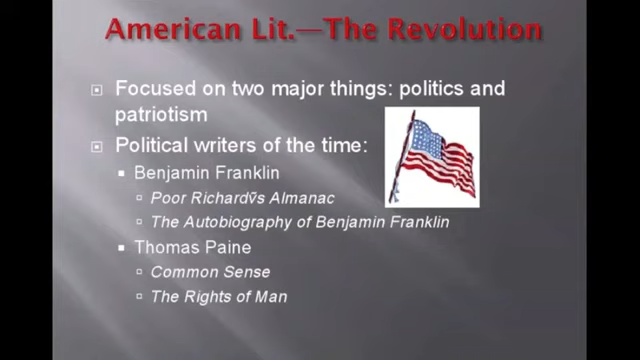 American Lit.—The Revolution
Focused on two major things: politics and
patriotism
Political writers of the time:
Benjamin Franklin
Poor Richardỹs Almanac
The Autobiography of Benjamin Franklin
Thomas Paine
Common Sense
The Rights of Man